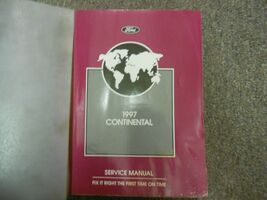 Ford
1997
CONTINENTAL
SERVICE MANUAL
FIX IT RIGHT THE FIRST TIME ON TIME